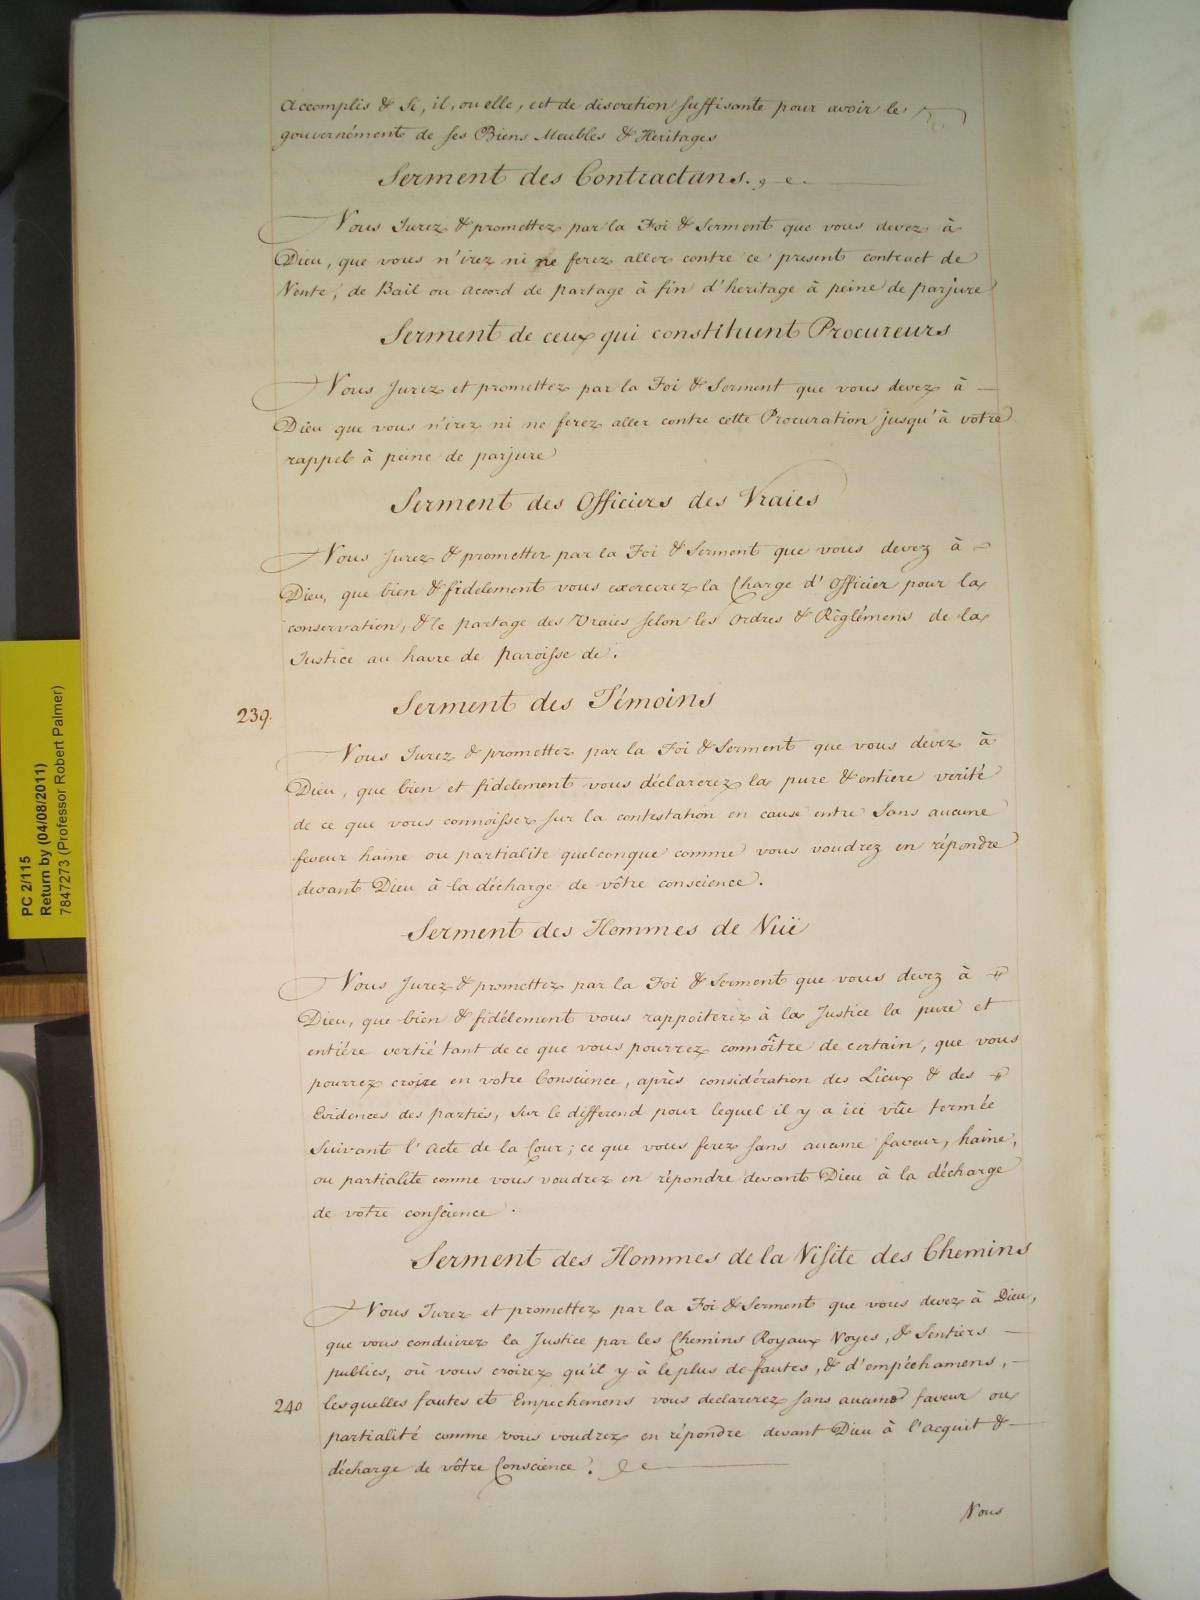 accomplis & Si, il, ou elle, est de discretion suffisante pour avoir le
gouvernément de ses Biens Meubles & Heritages
Serment des Contractans.
Vous Jurez & promettez par la Foi & Serment que vous devez à
Dieu, que vous n'irez ni ne ferez aller contre ce present contract de
Vente, de Bail ou accord de partage à fin d'heritage à peine de parjure
Serment de ceux qui constituent Procureurs
Vous Jurez et promettez par la Foi & Serment que vous devez à
Dieu que vous n'irez ni ne ferez aller contre cette Procuration jusqu'à votre
rappel à peine de parjure
Serment des Officiers des Vraies
Vous Jurez & prometter par la Foi & Serment que vous devez à
Dieu, que bien & fidelement vous exercerez la Charge d'Officier pour la
conservation, & le partage des Vraies selon les Ordres & Règlémens de la
Justice au havre de paroisse de.
239. Serment des Témoins
Vous Jurez & promettez par la Foi & Serment que vous devez à
Dieu, que bien et fidelement vous déclarerez la pure & entiere verité
de ce que vous connoissez sur la contestation en cause entre Sans aucune
faveur haine ou partialite quelconque comme vous voudrez en répondre
devant Dieu à la décharge de vôtre conscience.
Serment des Hommes de Vuë
Vous Jurez & promettez par la Foi & Serment que vous devez à
Dieu, que bien & fidélement vous rapporterez à la Justice la pure et
entiére vertié tant de ce que vous pourrez connoître de certain, que vous
pourrez croire en votre Conscience, après considération des Lieux & des
Evidences des parties, sur le differend pour lequel il y a ici vüe termée
Suivant l'Acte de la Cour; ce que vous ferez sans aucune faveur, haine,
ou partialite comme vous voudrez en répondre devant Dieu à la décharge
de votre conscience.
Serment des Hommes de la Visite des Chemins
Vous Jurez et promettez par la Foi & Serment que vous devez à Dieu,
que vous conduirez la Justice par les Chemins Royaux Voyes, & Sentiers
publics, où vous croirez qu'il y à le plus de fautes, & d'empéchamens,
240 lesquelles fautes et Empechemens vous declarerez sans aucune faveur ou
partialité comme vous voudrez en répondre devant Dieu à l'acquit &
décharge de vôtre Conscience.
Vous
PC 2/115
Return by (04/08/2011)
7847273 (Professor Robert Palmer)